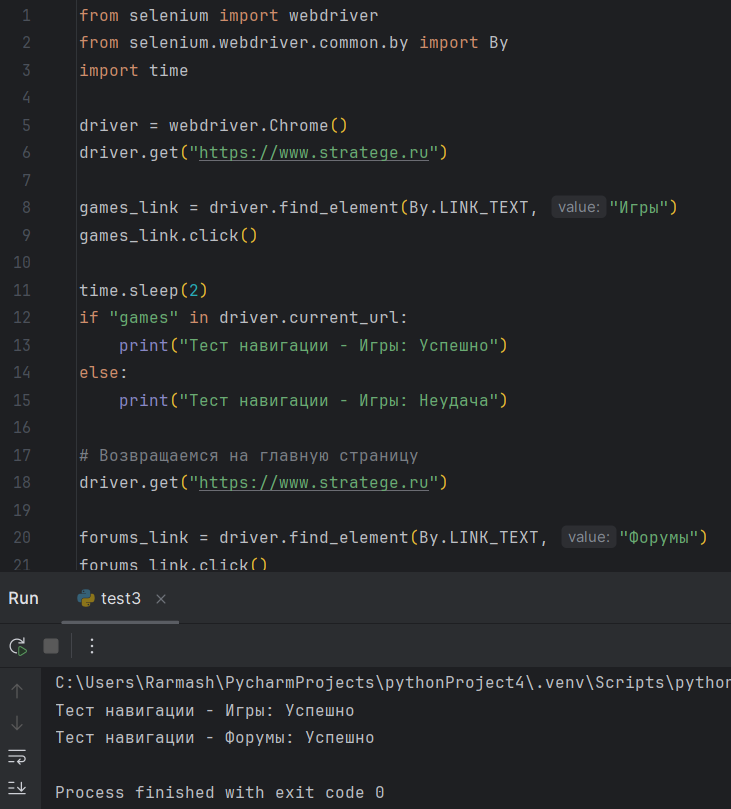 1 from selenium import webdriver
2 from selenium.webdriver.common.by import By
3 import time
4
5 driver = webdriver.Chrome()
6 driver.get("https://www.stratege.ru")
7
8 games_link = driver.find_element(By.LINK_TEXT, value: "Игры")
9 games_link.click()
10
11 time.sleep(2)
12 if "games" in driver.current_url:
13     print("Тест навигации - Игры: Успешно")
14 else:
15     print("Тест навигации - Игры: Неудача")
16
17 # Возвращаемся на главную страницу
18 driver.get("https://www.stratege.ru")
19
20 forums_link = driver.find_element(By.LINK_TEXT, value: "Форумы")
21 forums_link.click()
Run test3
C:\Users\Rarmash\PycharmProjects\pythonProject4\.venv\Scripts\python
Тест навигации - Игры: Успешно
Тест навигации - Форумы: Успешно
Process finished with exit code 0